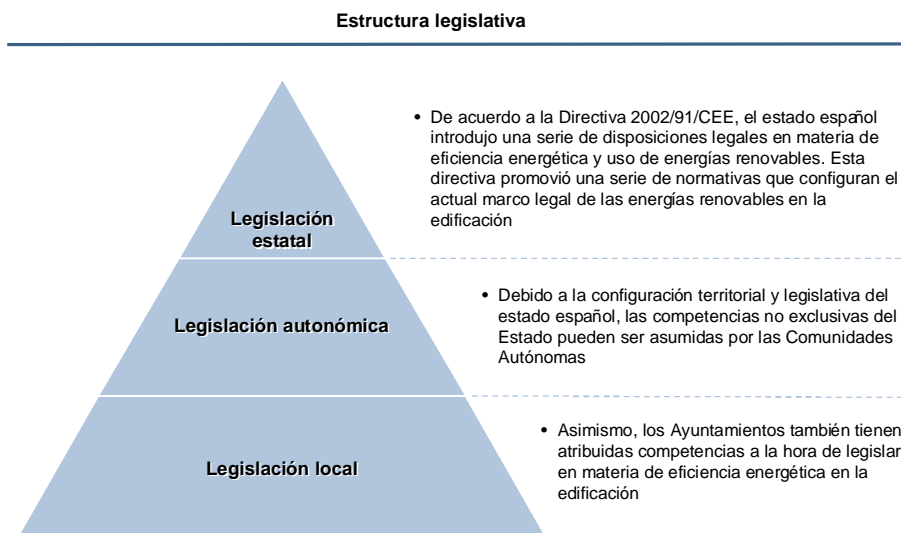 Estructura legislativa
• De acuerdo a la Directiva 2002/91/CEE, el estado español
introdujo una serie de disposiciones legales en materia de
eficiencia energética y uso de energías renovables. Esta
directiva promovió una serie de normativas que configuran el
actual marco legal de las energías renovables en la
edificación
Legislación
estatal
• Debido a la configuración territorial y legislativa del
estado español, las competencias no exclusivas del
Estado pueden ser asumidas por las Comunidades
Autónomas
Legislación autonómica
• Asimismo, los Ayuntamientos también tienen
atribuidas competencias a la hora de legislar
en materia de eficiencia energética en la
edificación
Legislación local